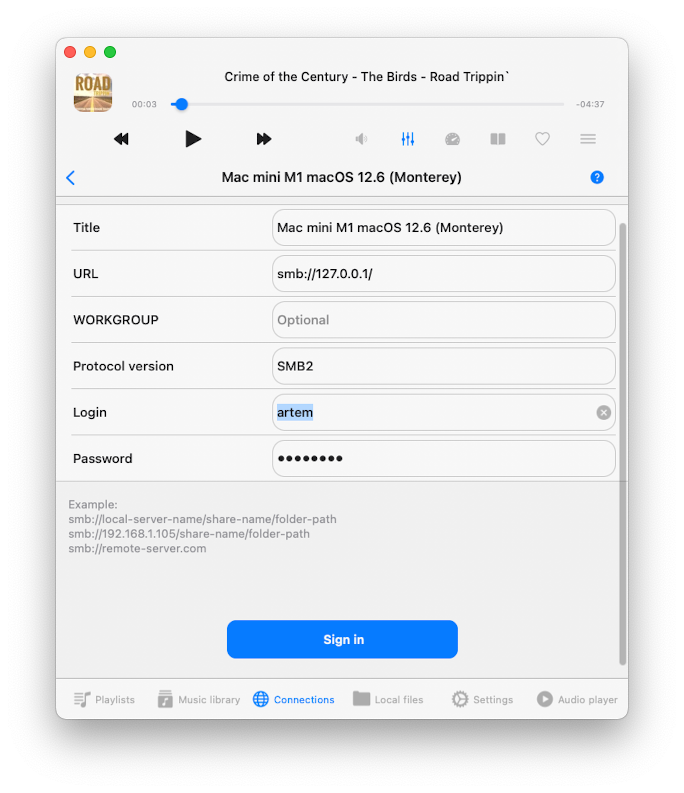 Crime of the Century - The Birds - Road Trippin`
ROAD
00:03
-04:37
Mac mini M1 macOS 12.6 (Monterey)
?
Title Mac mini M1 macOS 12.6 (Monterey)
URL smb://127.0.0.1/
WORKGROUP Optional
Protocol version SMB2
Login artem
Password ●●●●●●●●
Example:
smb://local-server-name/share-name/folder-path
smb://192.168.1.105/share-name/folder-path
smb://remote-server.com
Sign in
Playlists Music library Connections Local files Settings Audio player